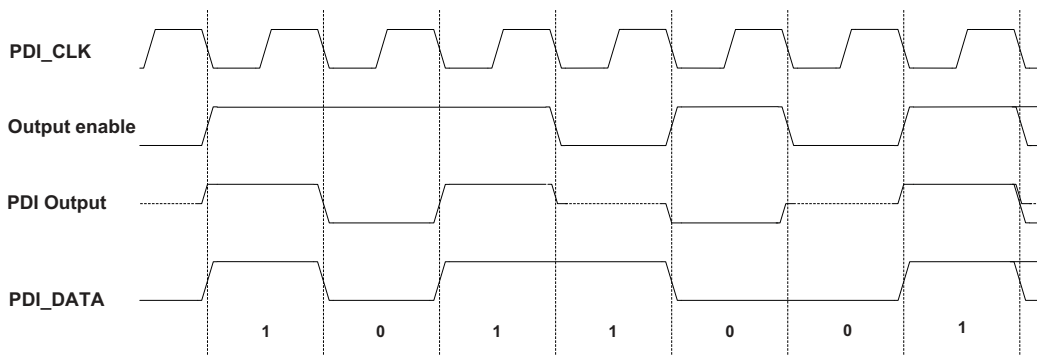 PDI_CLK
Output enable
PDI Output
PDI_DATA
1 0 1 1 0 0 1